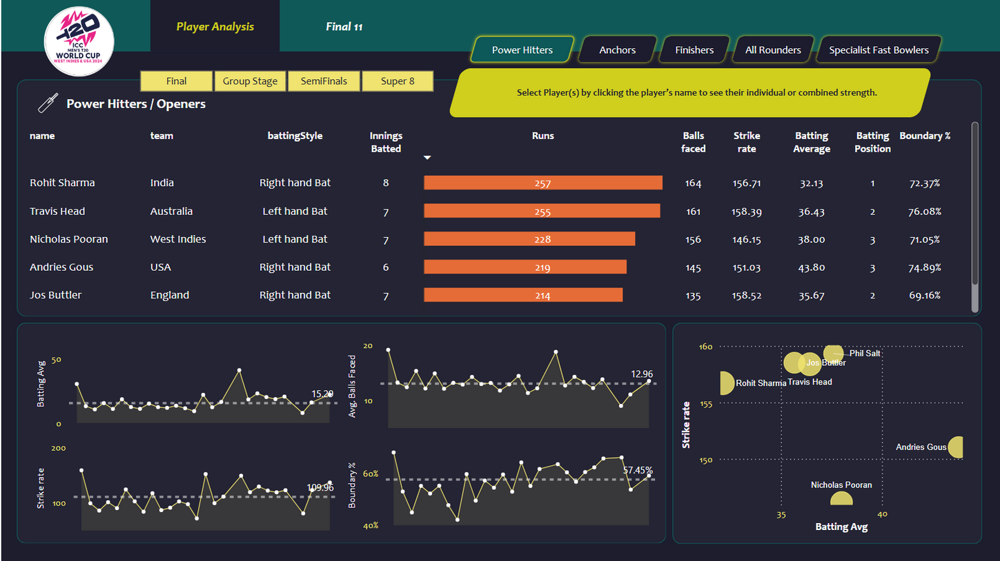 T20
ICC
MEN'S T20
WORLD CUP
WEST INDIES & USA 2024
Player Analysis
Final 11
Power Hitters
Anchors
Finishers
All Rounders
Specialist Fast Bowlers
Final
Group Stage
SemiFinals
Super 8
Select Player(s) by clicking the player's name to see their individual or combined strength.
Power Hitters / Openers
name team battingStyle Innings Batted Runs Balls faced Strike rate Batting Average Batting Position Boundary %
Rohit Sharma India Right hand Bat 8 257 164 156.71 32.13 1 72.37%
Travis Head Australia Left hand Bat 7 255 161 158.39 36.43 2 76.08%
Nicholas Pooran West Indies Left hand Bat 7 228 156 146.15 38.00 3 71.05%
Andries Gous USA Right hand Bat 6 219 145 151.03 43.80 3 74.89%
Jos Buttler England Right hand Bat 7 214 135 158.52 35.67 2 69.16%
Batting Avg
50
0
15.29
Avg. Balls Faced
20
10
12.96
Strike rate
200
100
109.96
Boundary %
60%
40%
57.45%
Strike rate
160
155
150
Phil Salt
Jos Buttler
Rohit Sharma
Travis Head
Andries Gous
Nicholas Pooran
35
40
Batting Avg